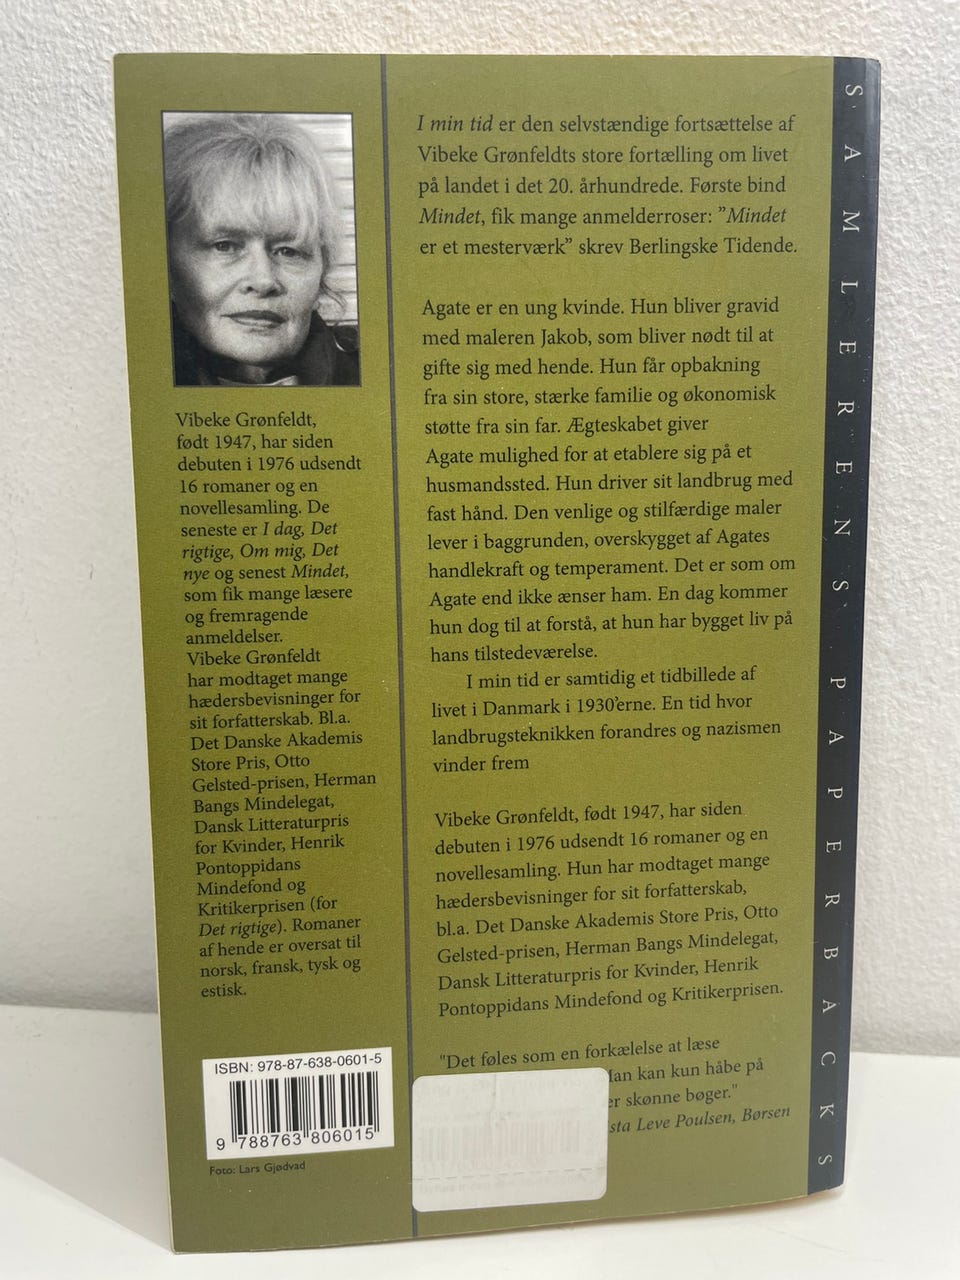 Vibeke Grønfeldt,
født 1947, har siden
debuten i 1976 udsendt
16 romaner og en
novellesamling. De
seneste er I dag, Det
rigtige, Om mig, Det
nye og senest Mindet,
som fik mange læsere
og fremragende
anmeldelser.
Vibeke Grønfeldt
har modtaget mange
hædersbevisninger for
sit forfatterskab. Bl.a.
Det Danske Akademis
Store Pris, Otto
Gelsted-prisen, Herman
Bangs Mindelegat,
Dansk Litteraturpris
for Kvinder, Henrik
Pontoppidans
Mindefond og
Kritikerprisen (for
Det rigtige). Romaner
af hende er oversat til
norsk, fransk, tysk og
estisk.
ISBN: 978-87-638-0601-5
9 788763 806015
Foto: Lars Gjødvad
I min tid er den selvstændige fortsættelse af
Vibeke Grønfeldts store fortælling om livet
på landet i det 20. århundrede. Første bind
Mindet, fik mange anmelderroser: ”Mindet
er et mesterværk” skrev Berlingske Tidende.
Agate er en ung kvinde. Hun bliver gravid
med maleren Jakob, som bliver nødt til at
gifte sig med hende. Hun får opbakning
fra sin store, stærke familie og økonomisk
støtte fra sin far. Ægteskabet giver
Agate mulighed for at etablere sig på et
husmandssted. Hun driver sit landbrug med
fast hånd. Den venlige og stilfærdige maler
lever i baggrunden, overskygget af Agates
handlekraft og temperament. Det er som om
Agate end ikke ænser ham. En dag kommer
hun dog til at forstå, at hun har bygget liv på
hans tilstedeværelse.
I min tid er samtidig et tidbillede af
livet i Danmark i 1930’erne. En tid hvor
landbrugsteknikken forandres og nazismen
vinder frem
Vibeke Grønfeldt, født 1947, har siden
debuten i 1976 udsendt 16 romaner og en
novellesamling. Hun har modtaget mange
hædersbevisninger for sit forfatterskab,
bl.a. Det Danske Akademis Store Pris, Otto
Gelsted-prisen, Herman Bangs Mindelegat,
Dansk Litteraturpris for Kvinder, Henrik
Pontoppidans Mindefond og Kritikerprisen.
"Det føles som en forkælelse at læse
kan kun håbe på
skønne bøger."
Leve Poulsen, Børsen
SAMLERENS PAPERBACKS